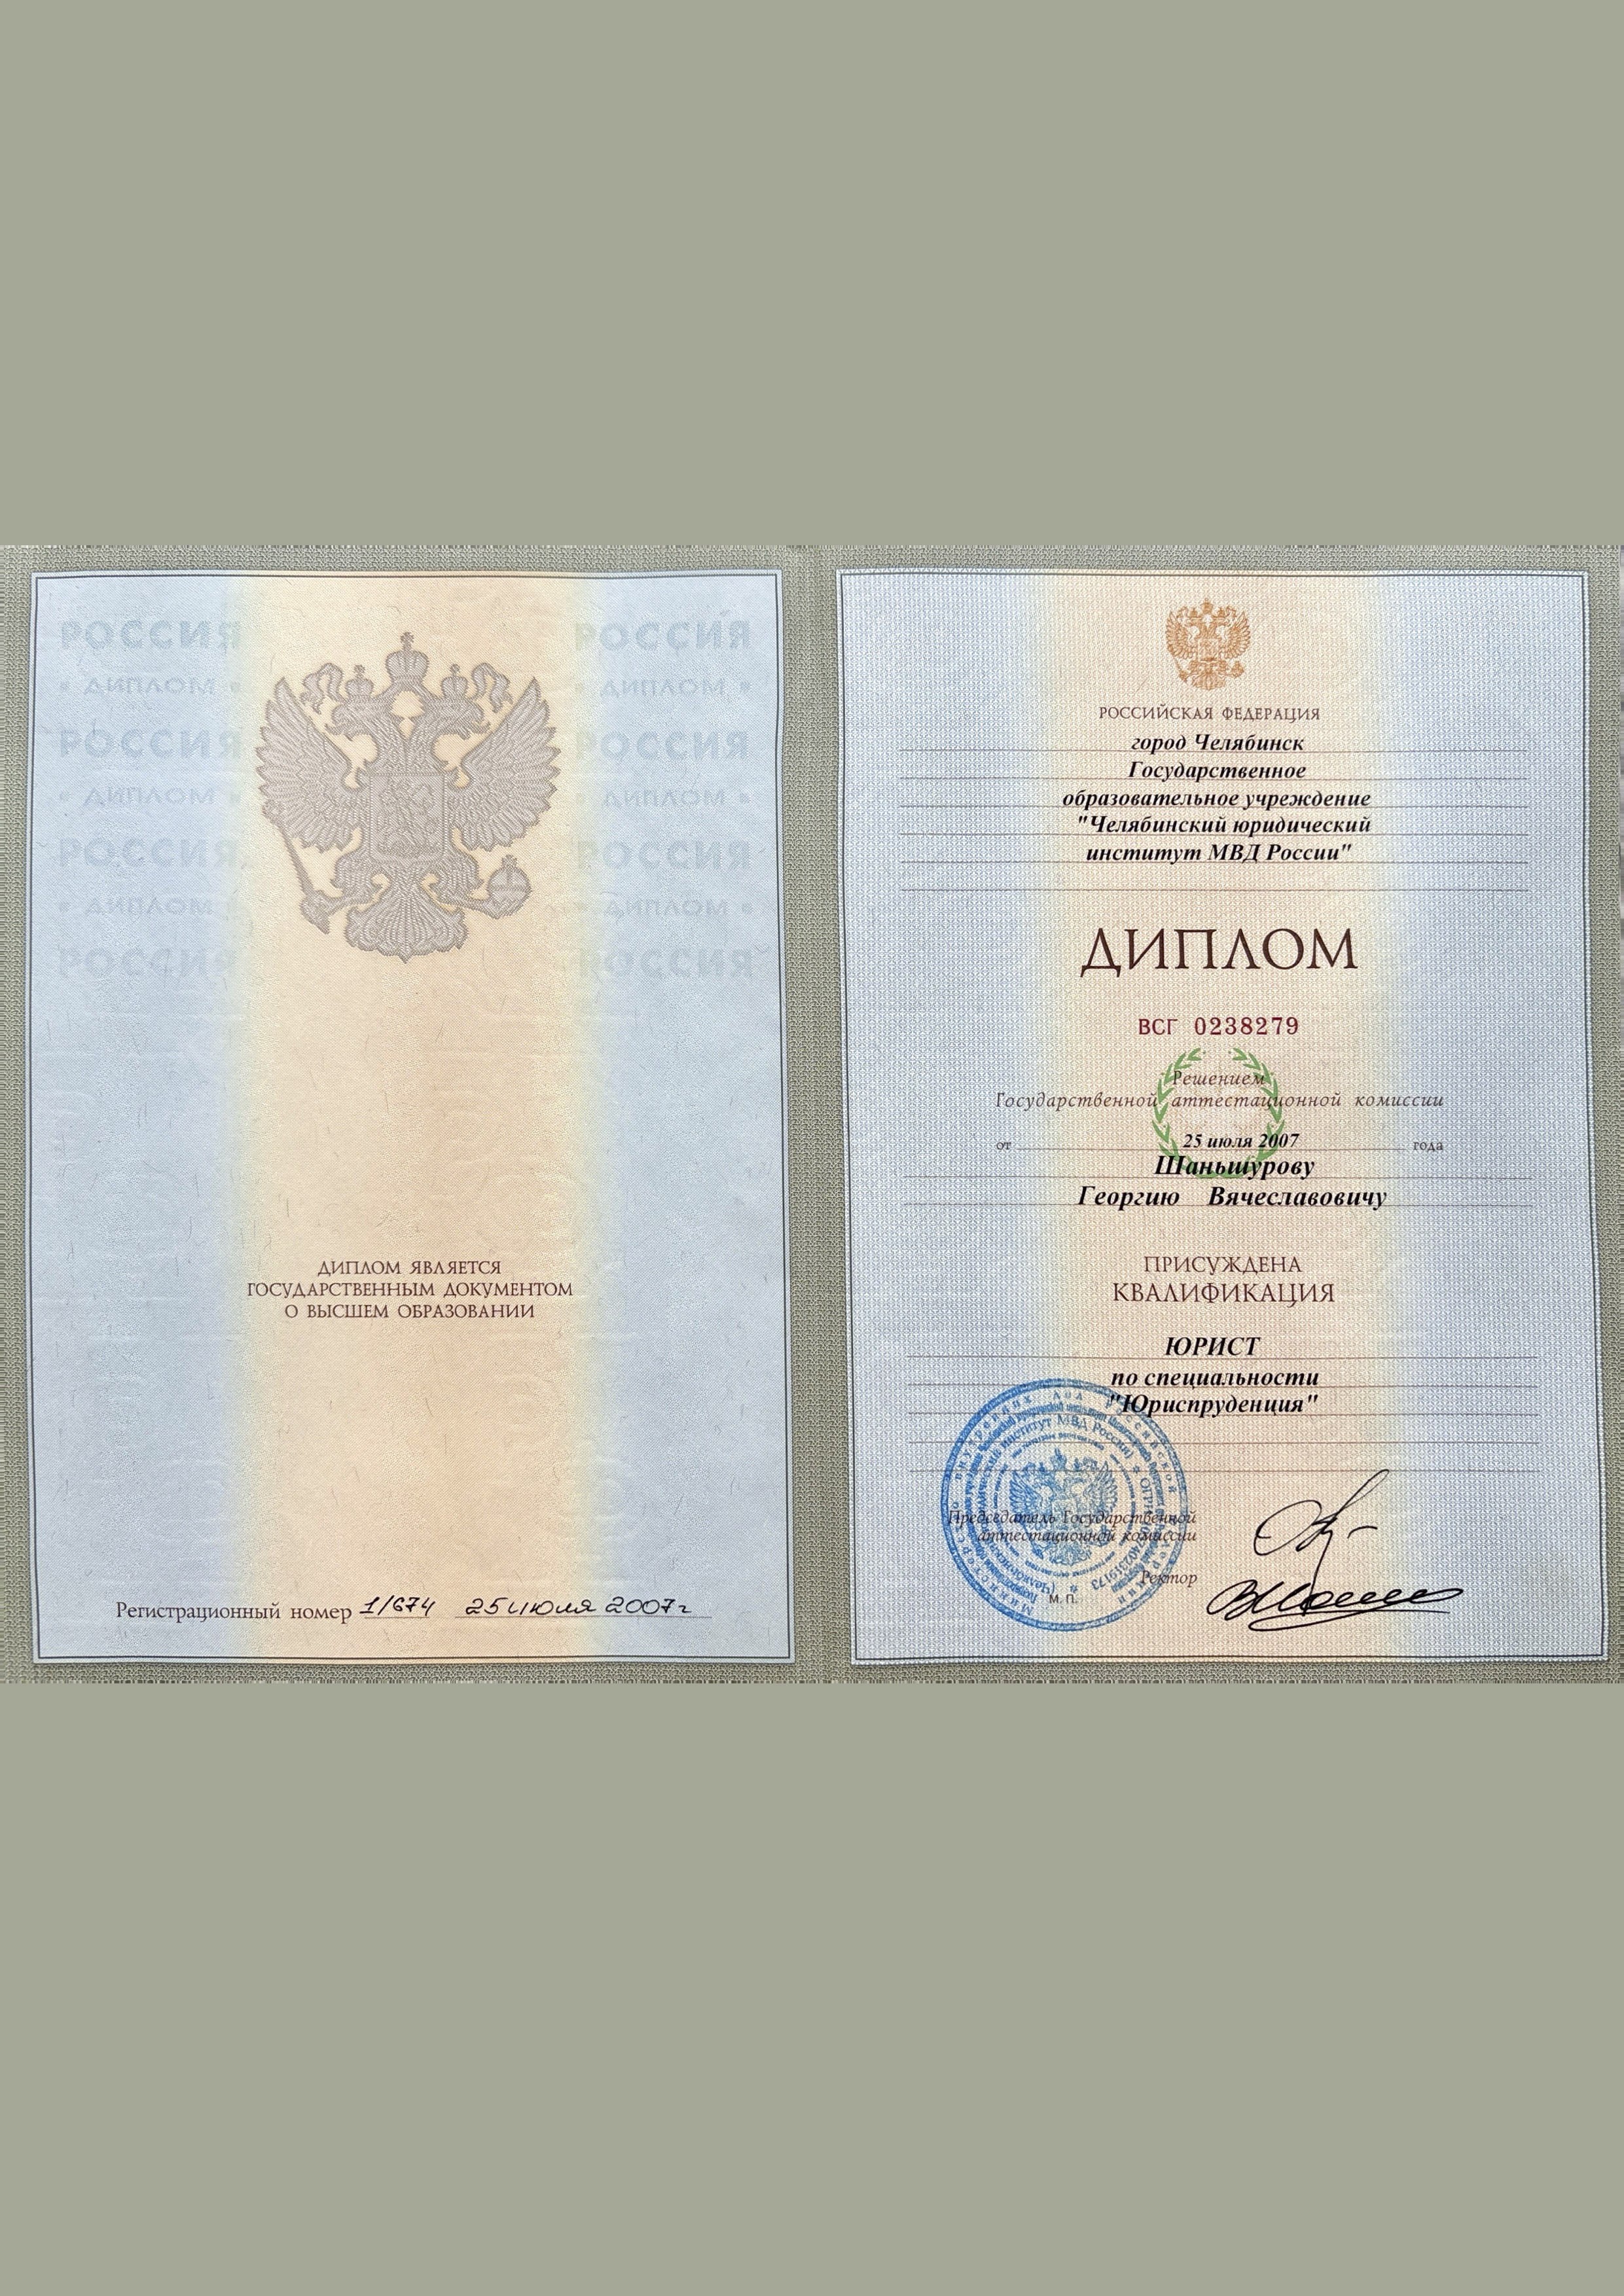 РОССИЯ РОССИЯ
• ДИПЛОМ • • ДИПЛОМ •
РОССИЯ РОССИЯ
• ДИПЛОМ • • ДИПЛОМ •
РОССИЯ РОССИЯ
• ДИПЛОМ • • ДИПЛОМ •
РОССИЯ РОССИЯ
ДИПЛОМ ЯВЛЯЕТСЯ
ГОСУДАРСТВЕННЫМ ДОКУМЕНТОМ
О ВЫСШЕМ ОБРАЗОВАНИИ
Регистрационный номер 1/674 25 июля 2007г
РОССИЙСКАЯ ФЕДЕРАЦИЯ
город Челябинск
Государственное
образовательное учреждение
"Челябинский юридический
институт МВД России"
ДИПЛОМ
ВСГ 0238279
Решением
Государственной аттестационной комиссии
от 25 июля 2007 года
Шаньшурову
Георгию Вячеславовичу
ПРИСУЖДЕНА
КВАЛИФИКАЦИЯ
ЮРИСТ
по специальности
"Юриспруденция"
Председатель Государственной
аттестационной комиссии
Ректор
М. П.
институт МВД России)